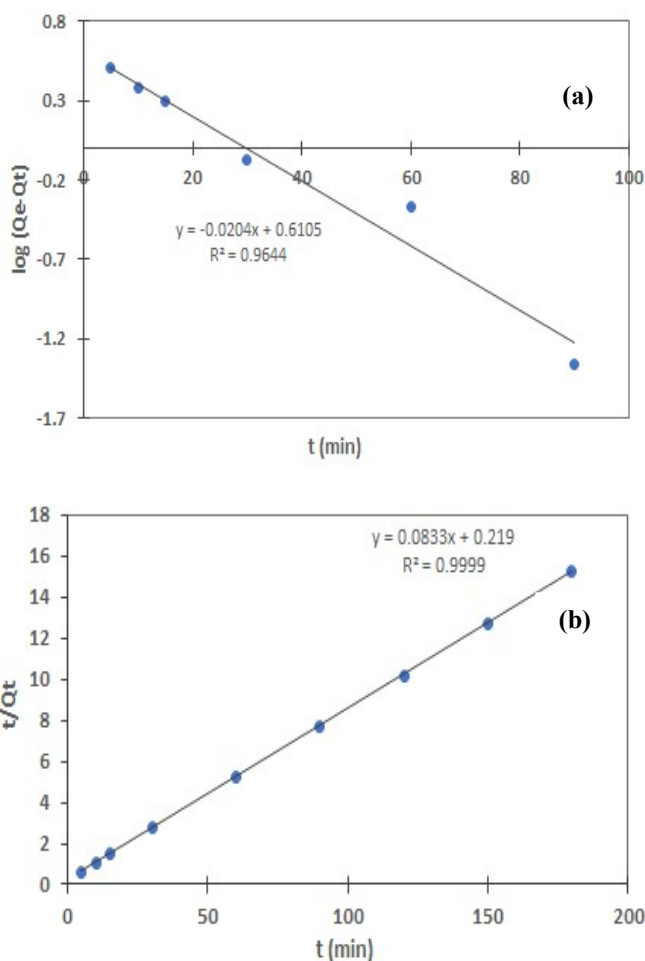 0.8
0.3
-0.2
-0.7
-1.2
-1.7
0
20
40
60
80
100
(a)
y = -0.0204x + 0.6105
R² = 0.9644
log (Qe-Qt)
t (min)
18
16
14
12
10
8
6
4
2
0
y = 0.0833x + 0.219
R² = 0.9999
(b)
t/Qt
0
50
100
150
200
t (min)